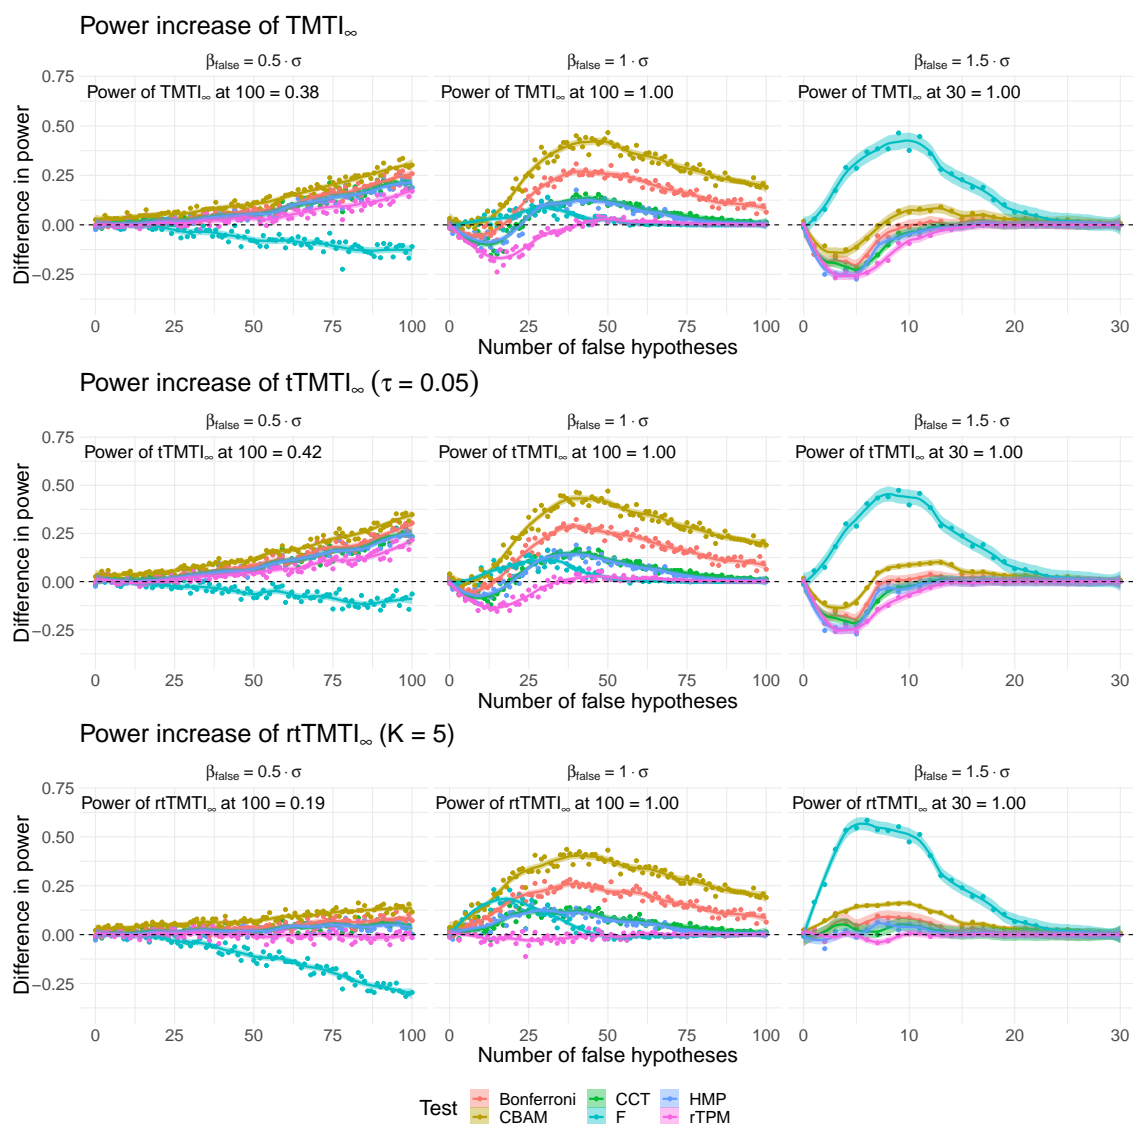 Power increase of TMTI∞
βfalse = 0.5 · σ
βfalse = 1 · σ
βfalse = 1.5 · σ
Power of TMTI∞ at 100 = 0.38
Power of TMTI∞ at 100 = 1.00
Power of TMTI∞ at 30 = 1.00
Difference in power
0.75
0.50
0.25
0.00
−0.25
0 25 50 75 100
0 25 50 75 100
0 10 20 30
Number of false hypotheses
Power increase of tTMTI∞ (τ = 0.05)
βfalse = 0.5 · σ
βfalse = 1 · σ
βfalse = 1.5 · σ
Power of tTMTI∞ at 100 = 0.42
Power of tTMTI∞ at 100 = 1.00
Power of tTMTI∞ at 30 = 1.00
Difference in power
0.75
0.50
0.25
0.00
−0.25
0 25 50 75 100
0 25 50 75 100
0 10 20 30
Number of false hypotheses
Power increase of rtTMTI∞ (K = 5)
βfalse = 0.5 · σ
βfalse = 1 · σ
βfalse = 1.5 · σ
Power of rtTMTI∞ at 100 = 0.19
Power of rtTMTI∞ at 100 = 1.00
Power of rtTMTI∞ at 30 = 1.00
Difference in power
0.75
0.50
0.25
0.00
−0.25
0 25 50 75 100
0 25 50 75 100
0 10 20 30
Number of false hypotheses
Test
Bonferroni CCT HMP
CBAM F rTPM